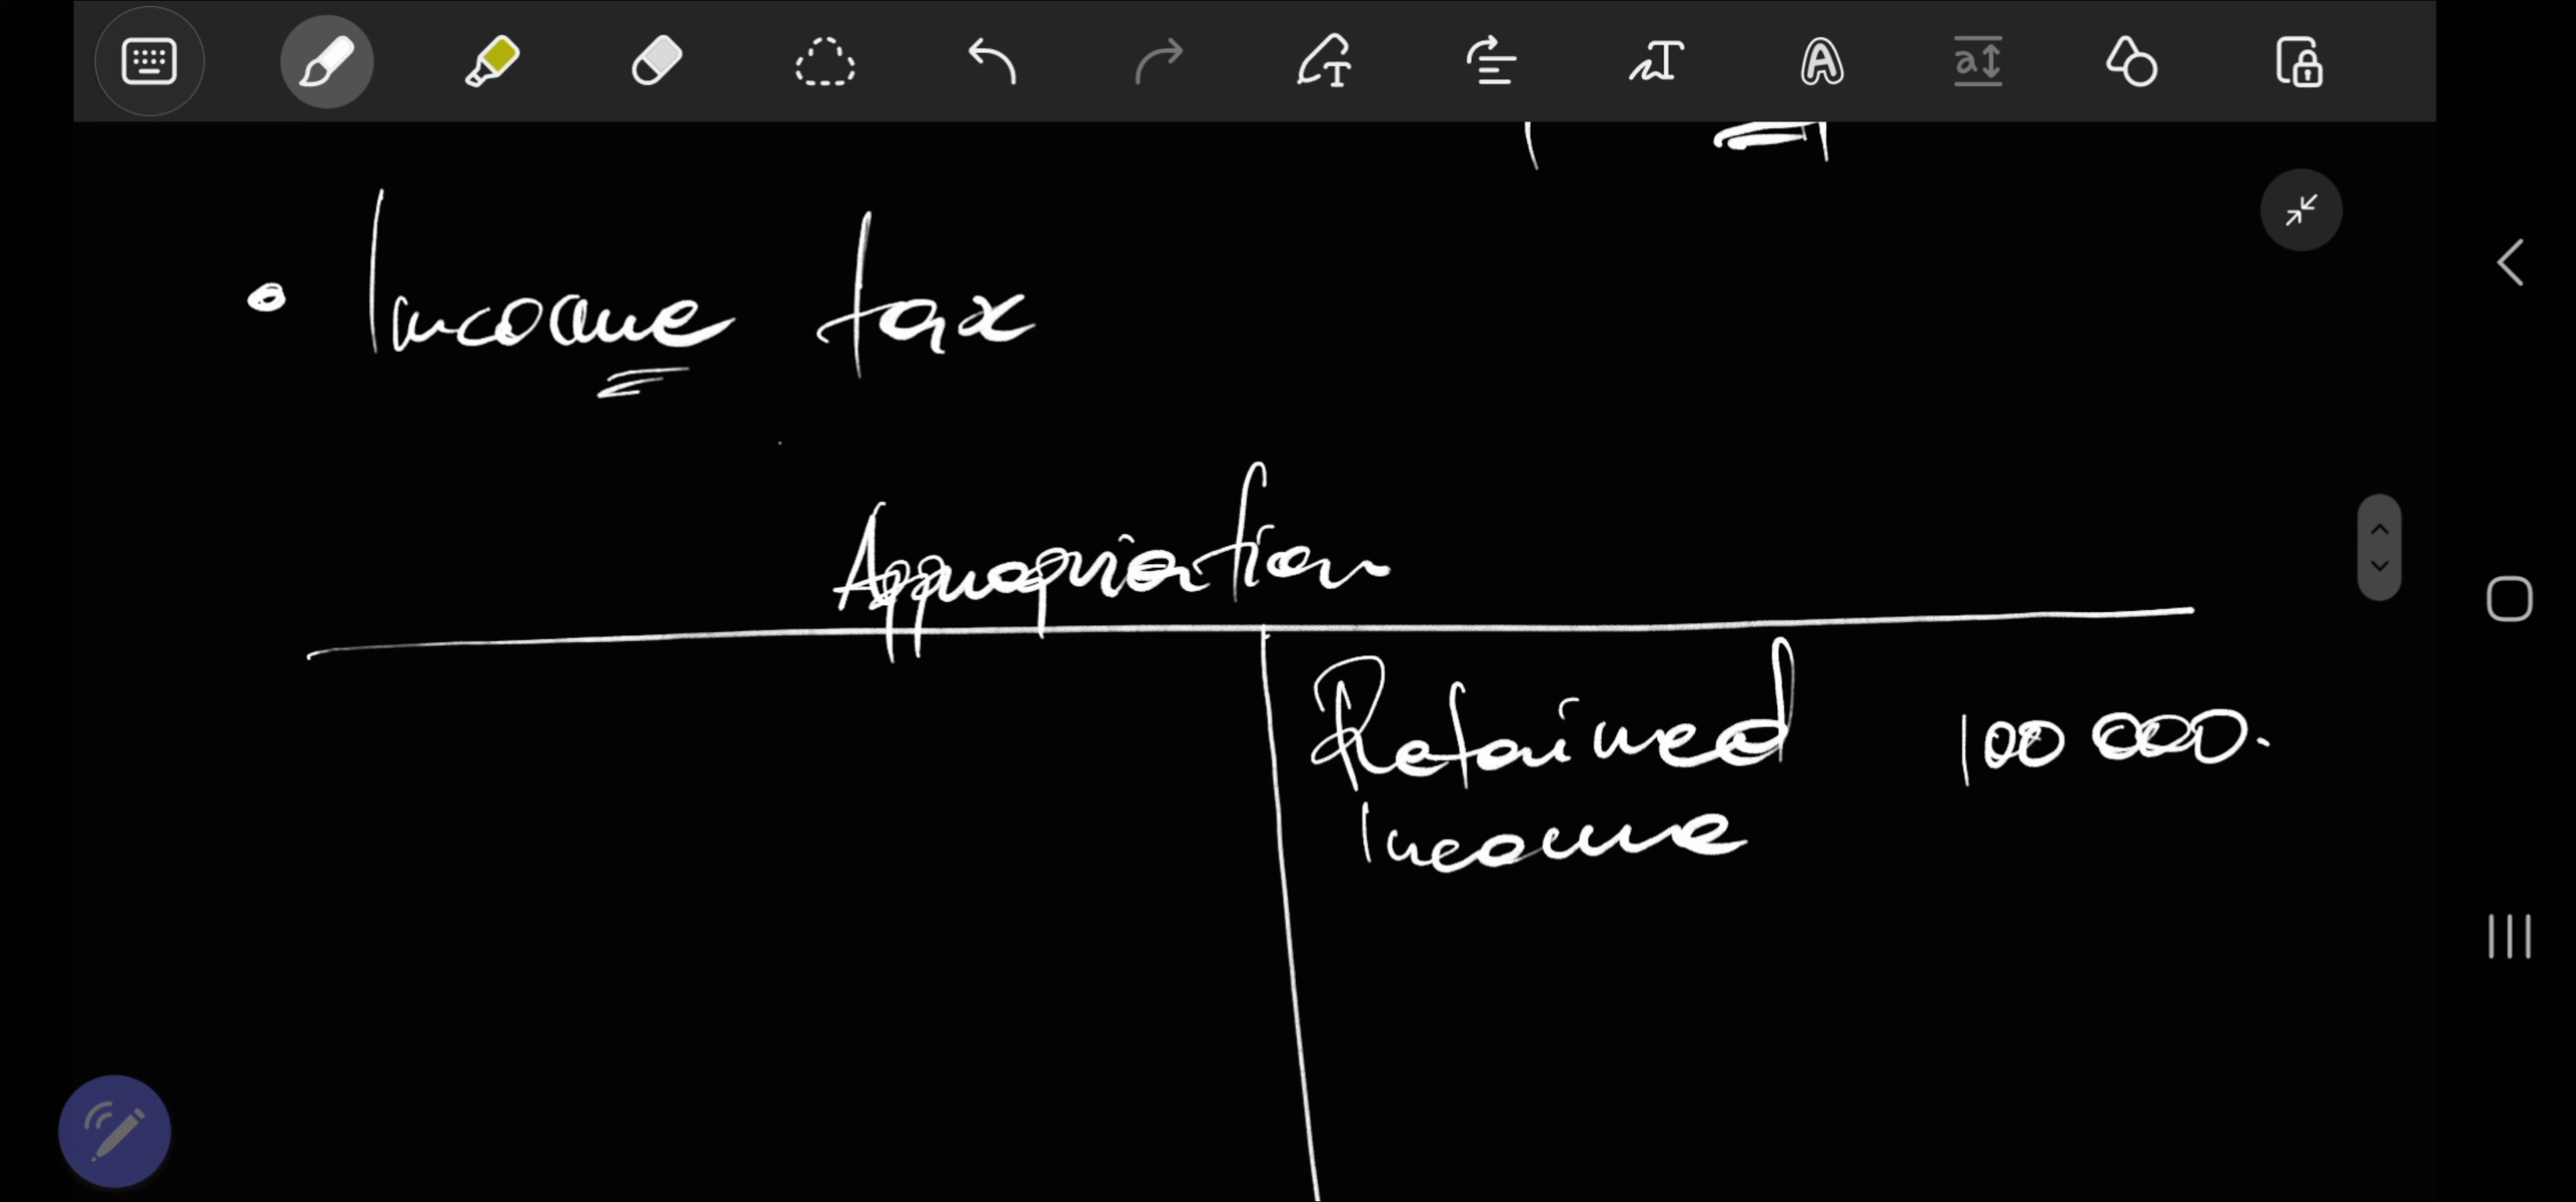 • Income tax
Appropriation
Retained 100 000.
Income